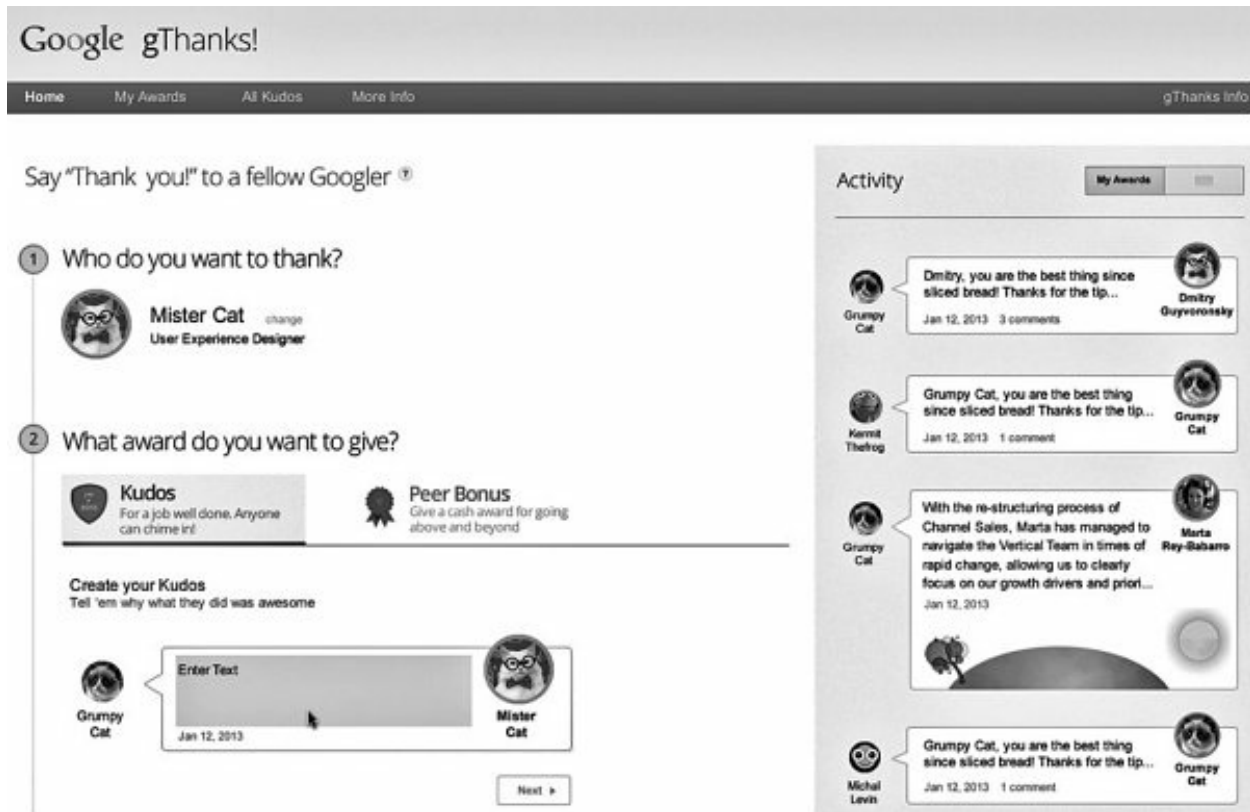 Google gThanks!
Home My Awards All Kudos More Info gThanks Info
Say "Thank you!" to a fellow Googler ?
1 Who do you want to thank?
Mister Cat change
User Experience Designer
2 What award do you want to give?
Kudos
For a job well done. Anyone
can chime in!
Peer Bonus
Give a cash award for going
above and beyond
Create your Kudos
Tell 'em why what they did was awesome
Grumpy
Cat
Enter Text
Jan 12, 2013
Mister
Cat
Next
Activity
My Awards
Grumpy
Cat
Dmitry, you are the best thing since
sliced bread! Thanks for the tip...
Jan 12, 2013 3 comments
Dmitry
Guyvoronsky
Kermit
Thefrog
Grumpy Cat, you are the best thing
since sliced bread! Thanks for the tip...
Jan 12, 2013 1 comment
Grumpy
Cat
Grumpy
Cat
With the re-structuring process of
Channel Sales, Marta has managed to
navigate the Vertical Team in times of
rapid change, allowing us to clearly
focus on our growth drivers and priori...
Jan 12, 2013
Marta
Rey-Babarro
Michal
Levin
Grumpy Cat, you are the best thing
since sliced bread! Thanks for the tip...
Jan 12, 2013 1 comment
Grumpy
Cat